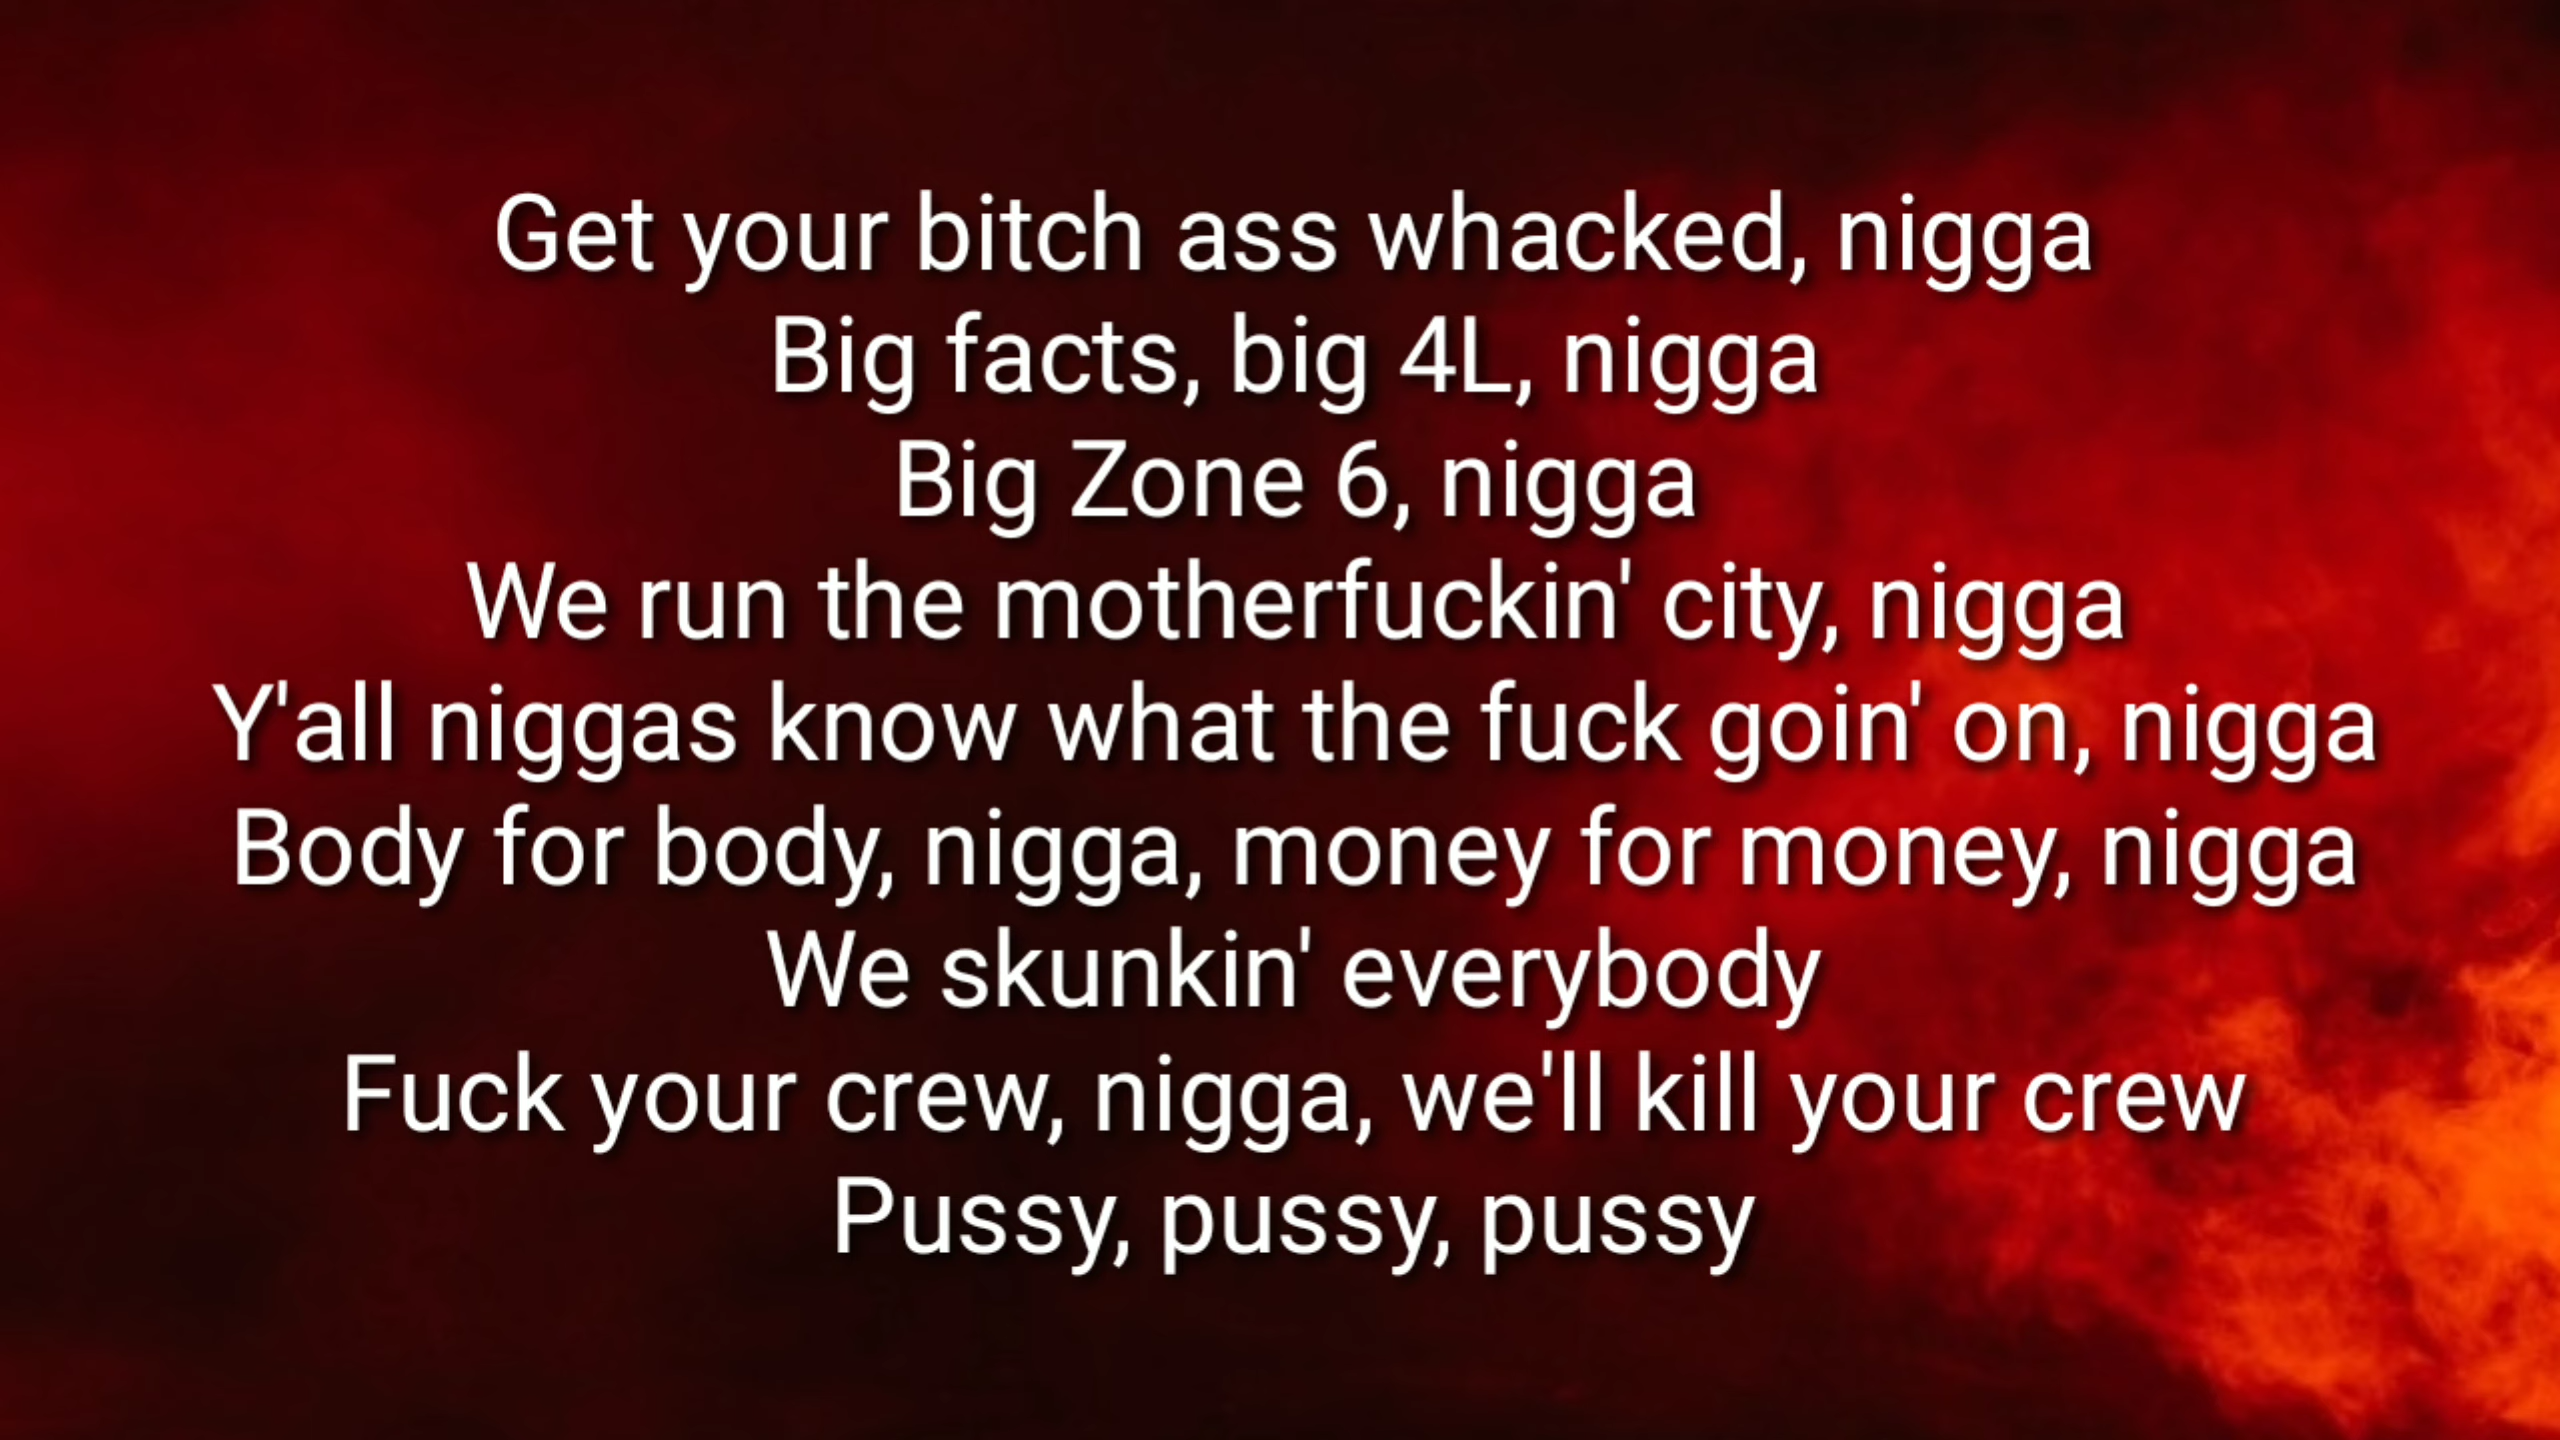 Get your bitch ass whacked, nigga
Big facts, big 4L, nigga
Big Zone 6, nigga
We run the motherfuckin' city, nigga
Y'all niggas know what the fuck goin' on, nigga
Body for body, nigga, money for money, nigga
We skunkin' everybody
Fuck your crew, nigga, we'll kill your crew
Pussy, pussy, pussy